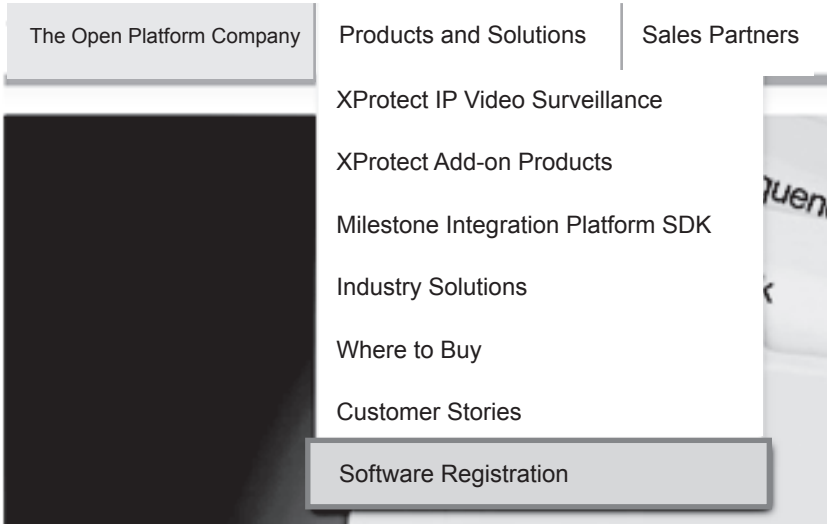 The Open Platform Company
Products and Solutions
Sales Partners
XProtect IP Video Surveillance
XProtect Add-on Products
Milestone Integration Platform SDK
Industry Solutions
Where to Buy
Customer Stories
Software Registration